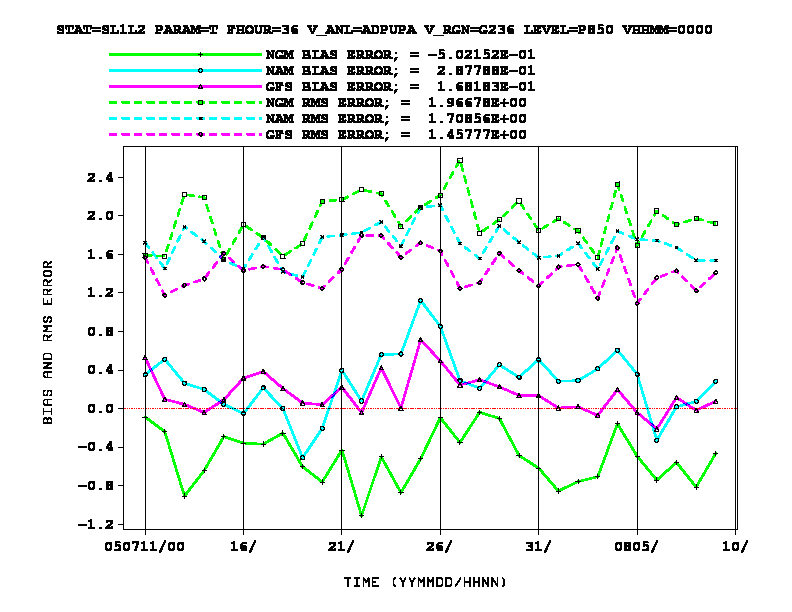 STAT=SL1L2 PARAM=T FHOUR=36 V_ANL=ADPUPA V_RGN=G236 LEVEL=P850 VHHMM=0000
NGM BIAS ERROR; = -5.02152E-01
NAM BIAS ERROR; = 2.87788E-01
GFS BIAS ERROR; = 1.68183E-01
NGM RMS ERROR; = 1.96678E+00
NAM RMS ERROR; = 1.70856E+00
GFS RMS ERROR; = 1.45777E+00
2.4
2.0
1.6
1.2
0.8
0.4
0.0
-0.4
-0.8
-1.2
BIAS AND RMS ERROR
050711/00 16/ 21/ 26/ 31/ 0805/ 10/
TIME (YYMMDD/HHNN)